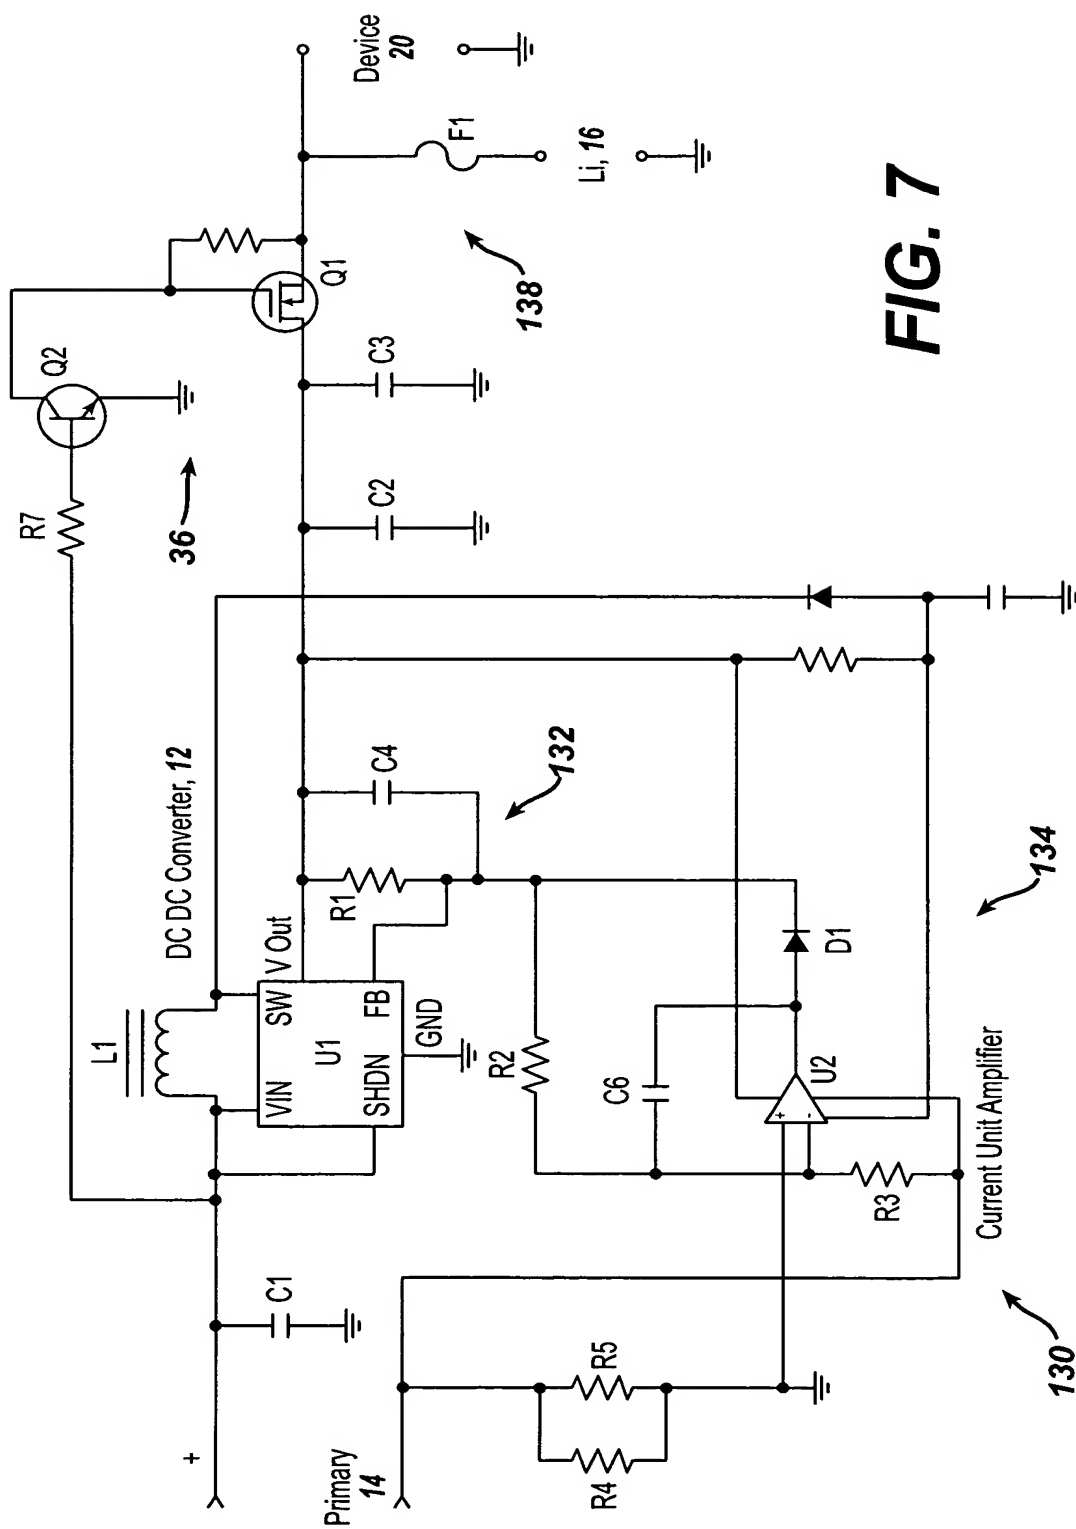 Primary
14
+
C1
R4
R5
R7
Q2
36
DC DC Converter, 12
L1
VIN
SW
U1
SHDN
FB
V Out
GND
R1
C4
132
R2
C6
+
-
U2
D1
R3
Current Unit Amplifier
130
134
C2
C3
Q1
138
F1
Li, 16
Device
20
FIG. 7